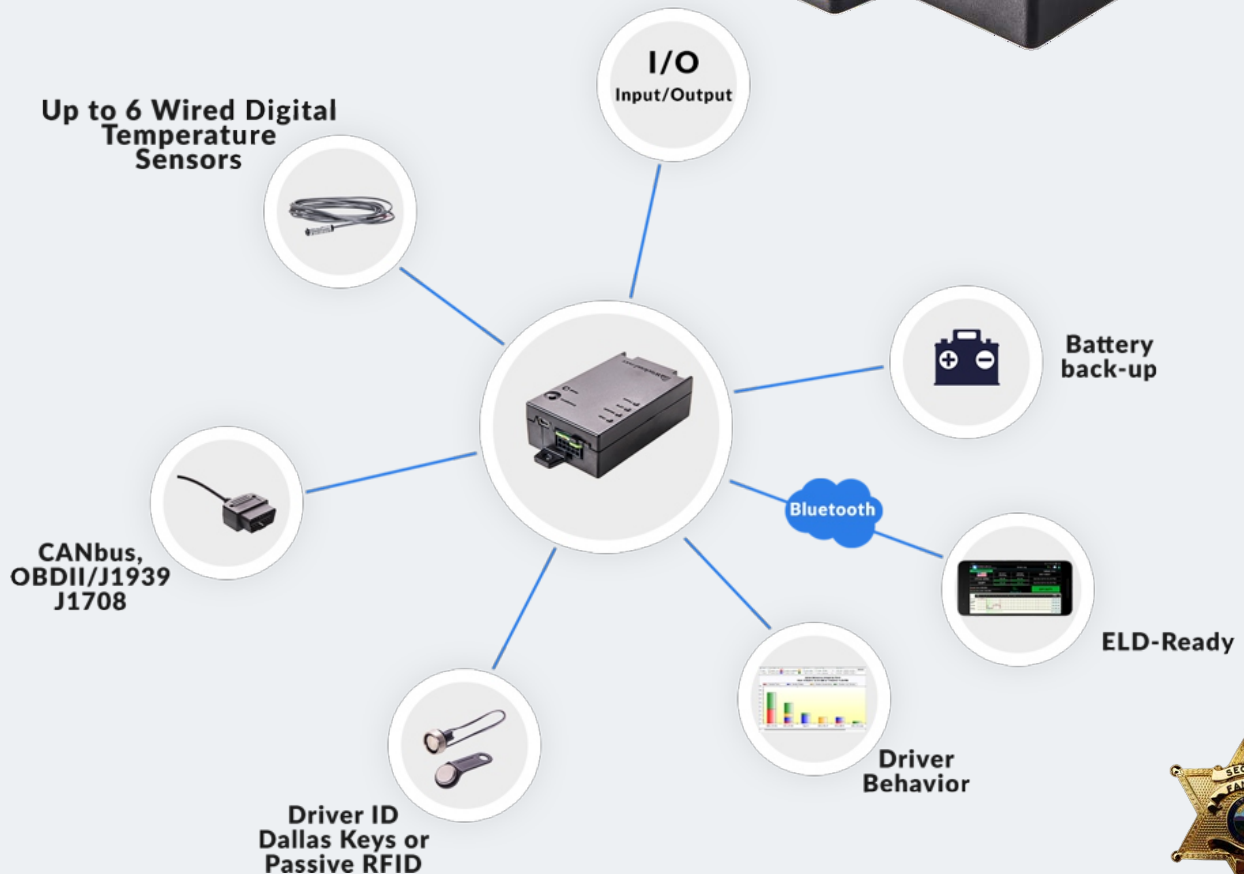 I/O
Input/Output
Up to 6 Wired Digital
Temperature
Sensors
Battery
back-up
Bluetooth
CANbus,
OBDII/J1939
J1708
ELD-Ready
Driver
Behavior
Driver ID
Dallas Keys or
Passive RFID